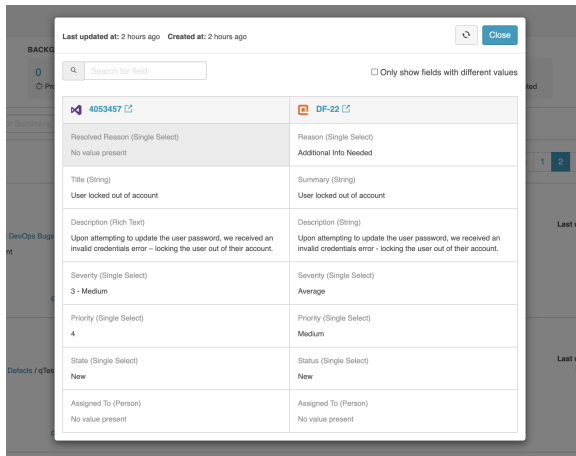 Last updated at: 2 hours ago Created at: 2 hours ago
Close
BACKG
0
Pro
red
Search for field
Only show fields with different values
or Summary
4053457
DF-22
Resolved Reason (Single Select)
No value present
Reason (Single Select)
Additional Info Needed
1 2
Title (String)
User locked out of account
Summary (String)
User locked out of account
Last u
DevOps Bugs
nt
Description (Rich Text)
Upon attempting to update the user password, we received an
invalid credentials error – locking the user out of their account.
Description (String)
Upon attempting to update the user password, we received an
invalid credentials error - locking the user out of their account.
Severity (Single Select)
3 - Medium
Severity (Single Select)
Average
Priority (Single Select)
4
Priority (Single Select)
Medium
State (Single Select)
New
Status (Single Select)
New
Last u
Defects / qTes
Assigned To (Person)
No value present
Assigned To (Person)
No value present